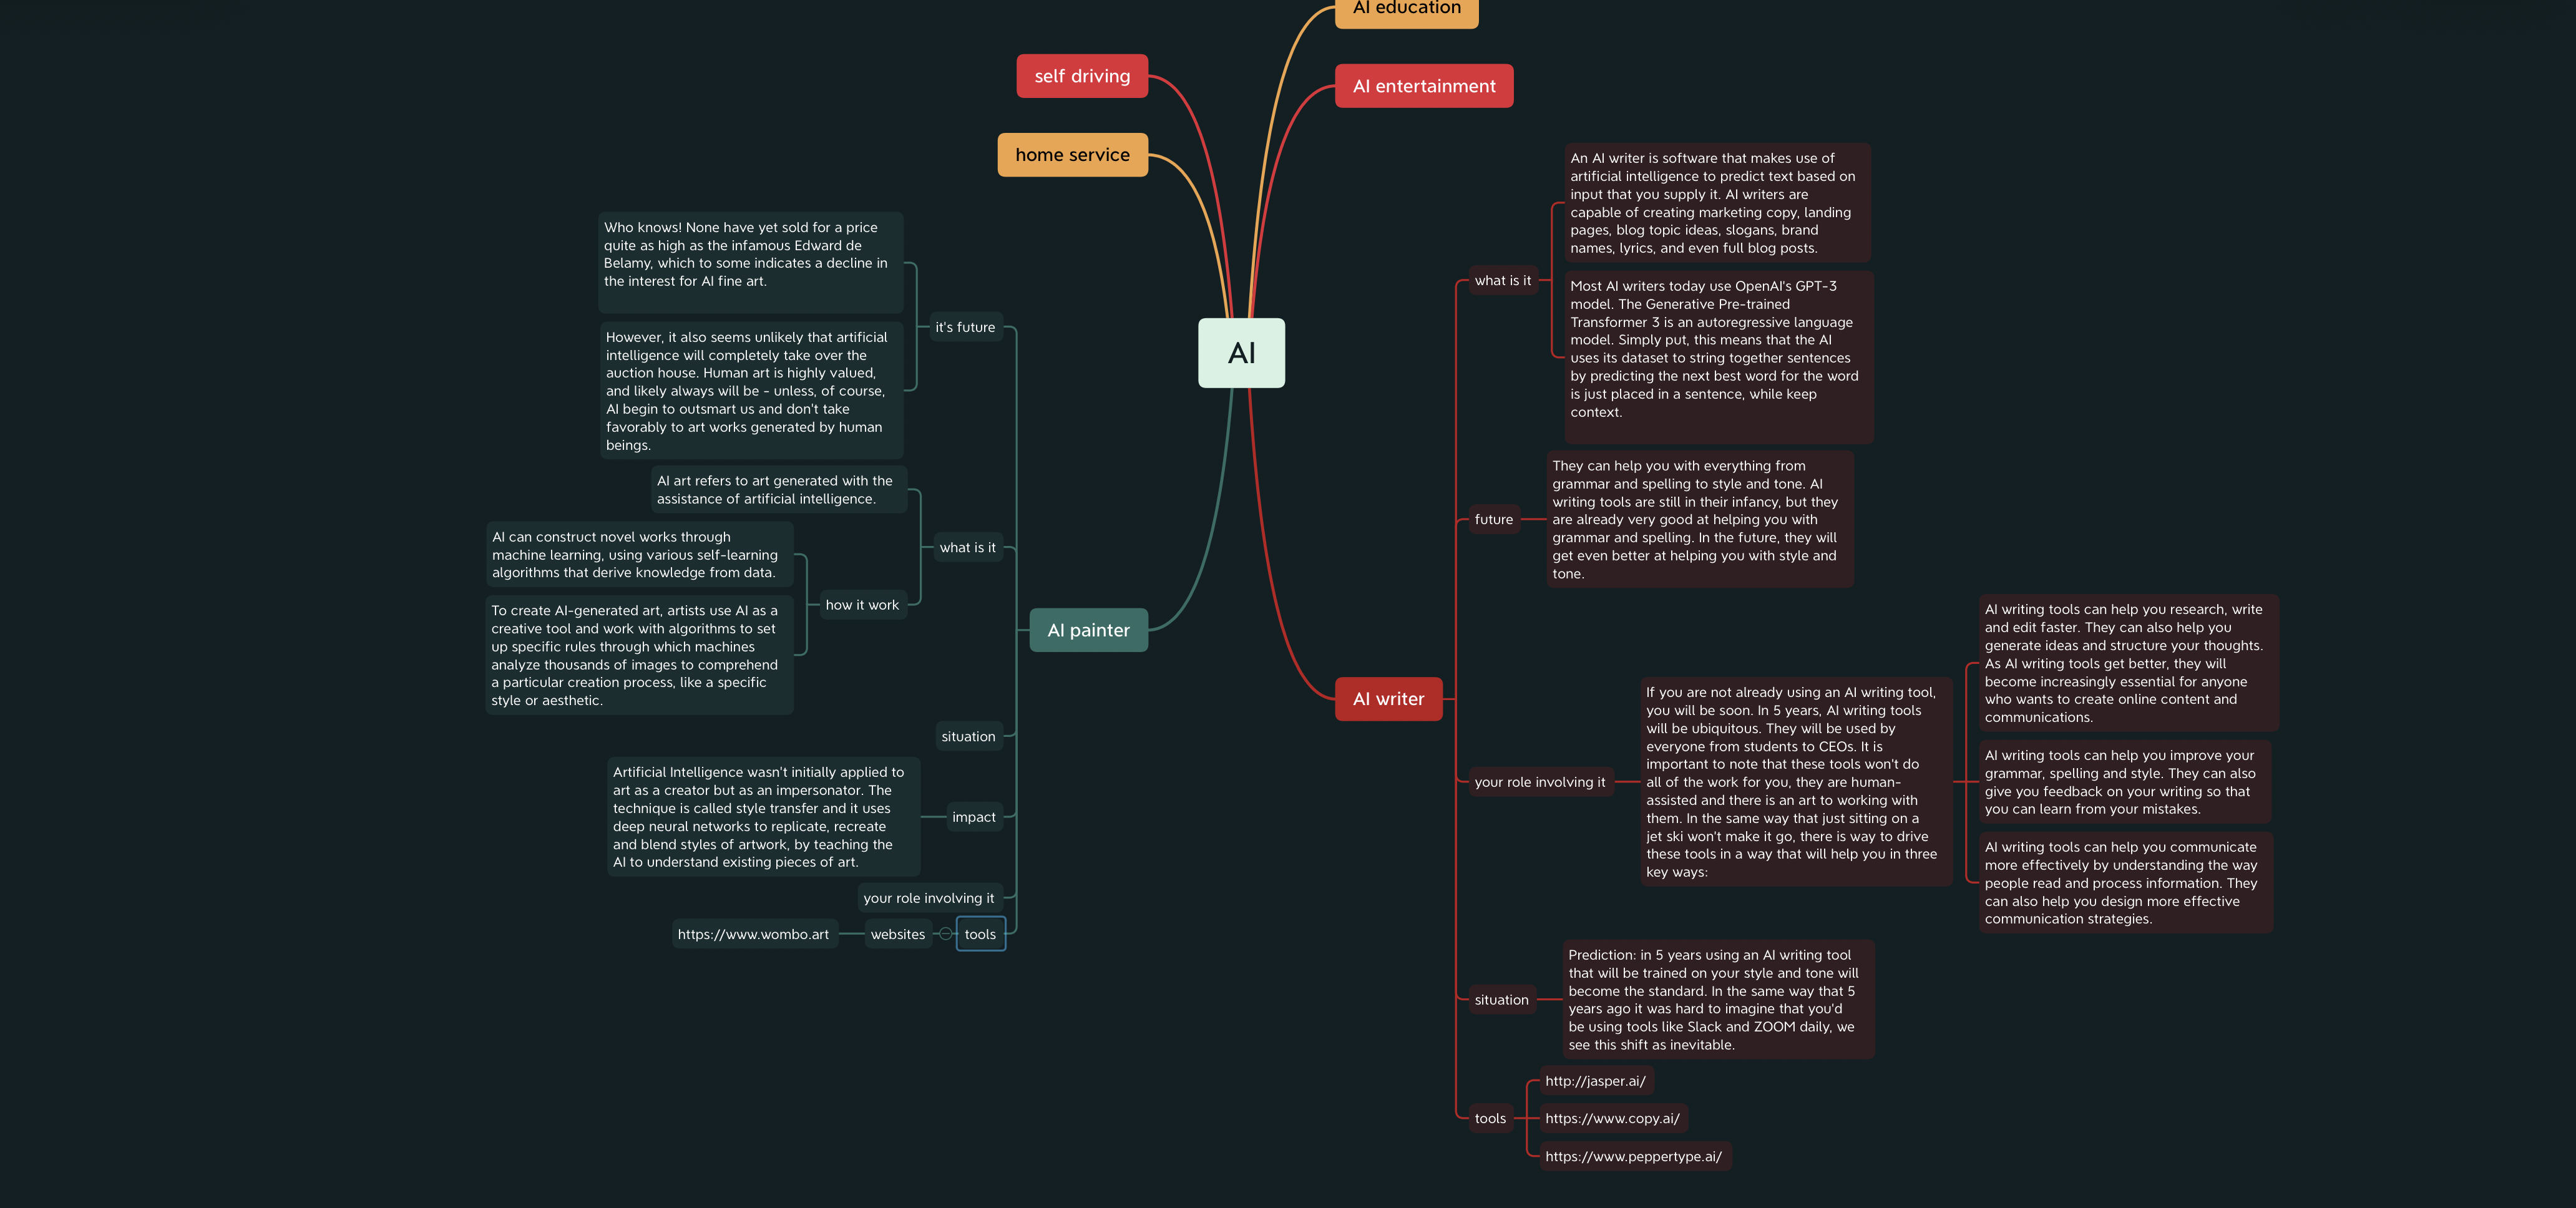 AI education
self driving
AI entertainment
home service
AI
Who knows! None have yet sold for a price
quite as high as the infamous Edward de
Belamy, which to some indicates a decline in
the interest for AI fine art.
it's future
However, it also seems unlikely that artificial
intelligence will completely take over the
auction house. Human art is highly valued,
and likely always will be - unless, of course,
AI begin to outsmart us and don't take
favorably to art works generated by human
beings.
AI art refers to art generated with the
assistance of artificial intelligence.
what is it
AI can construct novel works through
machine learning, using various self-learning
algorithms that derive knowledge from data.
how it work
To create AI-generated art, artists use AI as a
creative tool and work with algorithms to set
up specific rules through which machines
analyze thousands of images to comprehend
a particular creation process, like a specific
style or aesthetic.
AI painter
situation
Artificial Intelligence wasn't initially applied to
art as a creator but as an impersonator. The
technique is called style transfer and it uses
deep neural networks to replicate, recreate
and blend styles of artwork, by teaching the
AI to understand existing pieces of art.
impact
your role involving it
https://www.wombo.art
websites
tools
An AI writer is software that makes use of
artificial intelligence to predict text based on
input that you supply it. AI writers are
capable of creating marketing copy, landing
pages, blog topic ideas, slogans, brand
names, lyrics, and even full blog posts.
what is it
Most AI writers today use OpenAI's GPT-3
model. The Generative Pre-trained
Transformer 3 is an autoregressive language
model. Simply put, this means that the AI
uses its dataset to string together sentences
by predicting the next best word for the word
is just placed in a sentence, while keep
context.
future
They can help you with everything from
grammar and spelling to style and tone. AI
writing tools are still in their infancy, but they
are already very good at helping you with
grammar and spelling. In the future, they will
get even better at helping you with style and
tone.
AI writer
your role involving it
If you are not already using an AI writing tool,
you will be soon. In 5 years, AI writing tools
will be ubiquitous. They will be used by
everyone from students to CEOs. It is
important to note that these tools won't do
all of the work for you, they are human-
assisted and there is an art to working with
them. In the same way that just sitting on a
jet ski won't make it go, there is way to drive
these tools in a way that will help you in three
key ways:
AI writing tools can help you research, write
and edit faster. They can also help you
generate ideas and structure your thoughts.
As AI writing tools get better, they will
become increasingly essential for anyone
who wants to create online content and
communications.
AI writing tools can help you improve your
grammar, spelling and style. They can also
give you feedback on your writing so that
you can learn from your mistakes.
AI writing tools can help you communicate
more effectively by understanding the way
people read and process information. They
can also help you design more effective
communication strategies.
situation
Prediction: in 5 years using an AI writing tool
that will be trained on your style and tone will
become the standard. In the same way that 5
years ago it was hard to imagine that you'd
be using tools like Slack and ZOOM daily, we
see this shift as inevitable.
tools
http://jasper.ai/
https://www.copy.ai/
https://www.peppertype.ai/